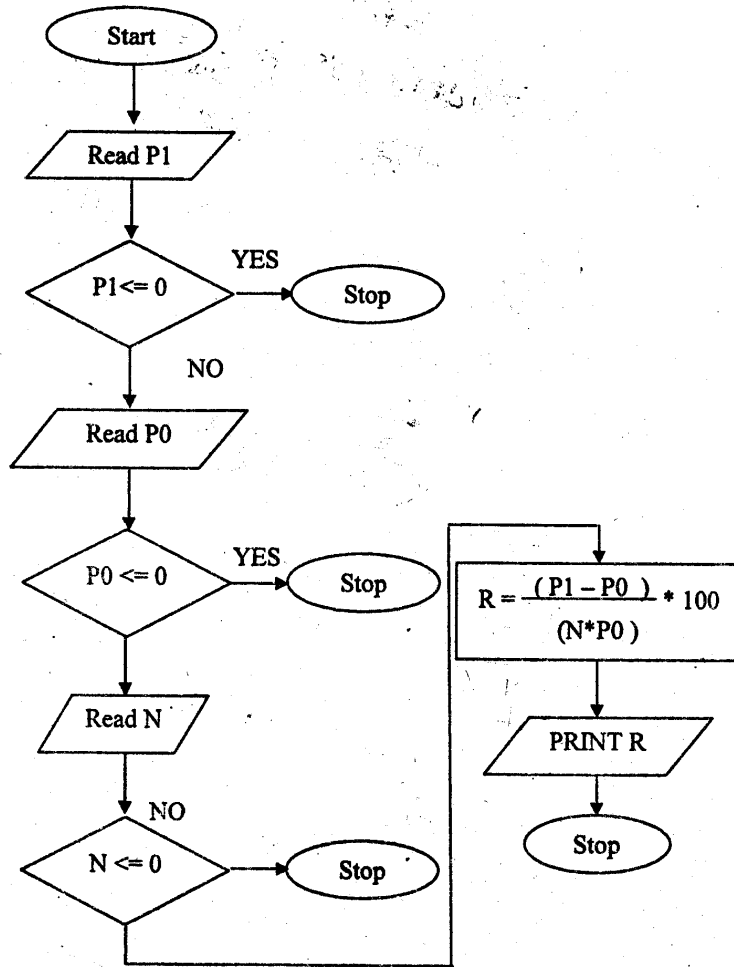 Start
Read P1
P1<= 0
YES
Stop
NO
Read P0
P0 <= 0
YES
Stop
Read N
NO
N <= 0
Stop
R = ( P1 – P0 ) * 100
(N*P0 )
PRINT R
Stop